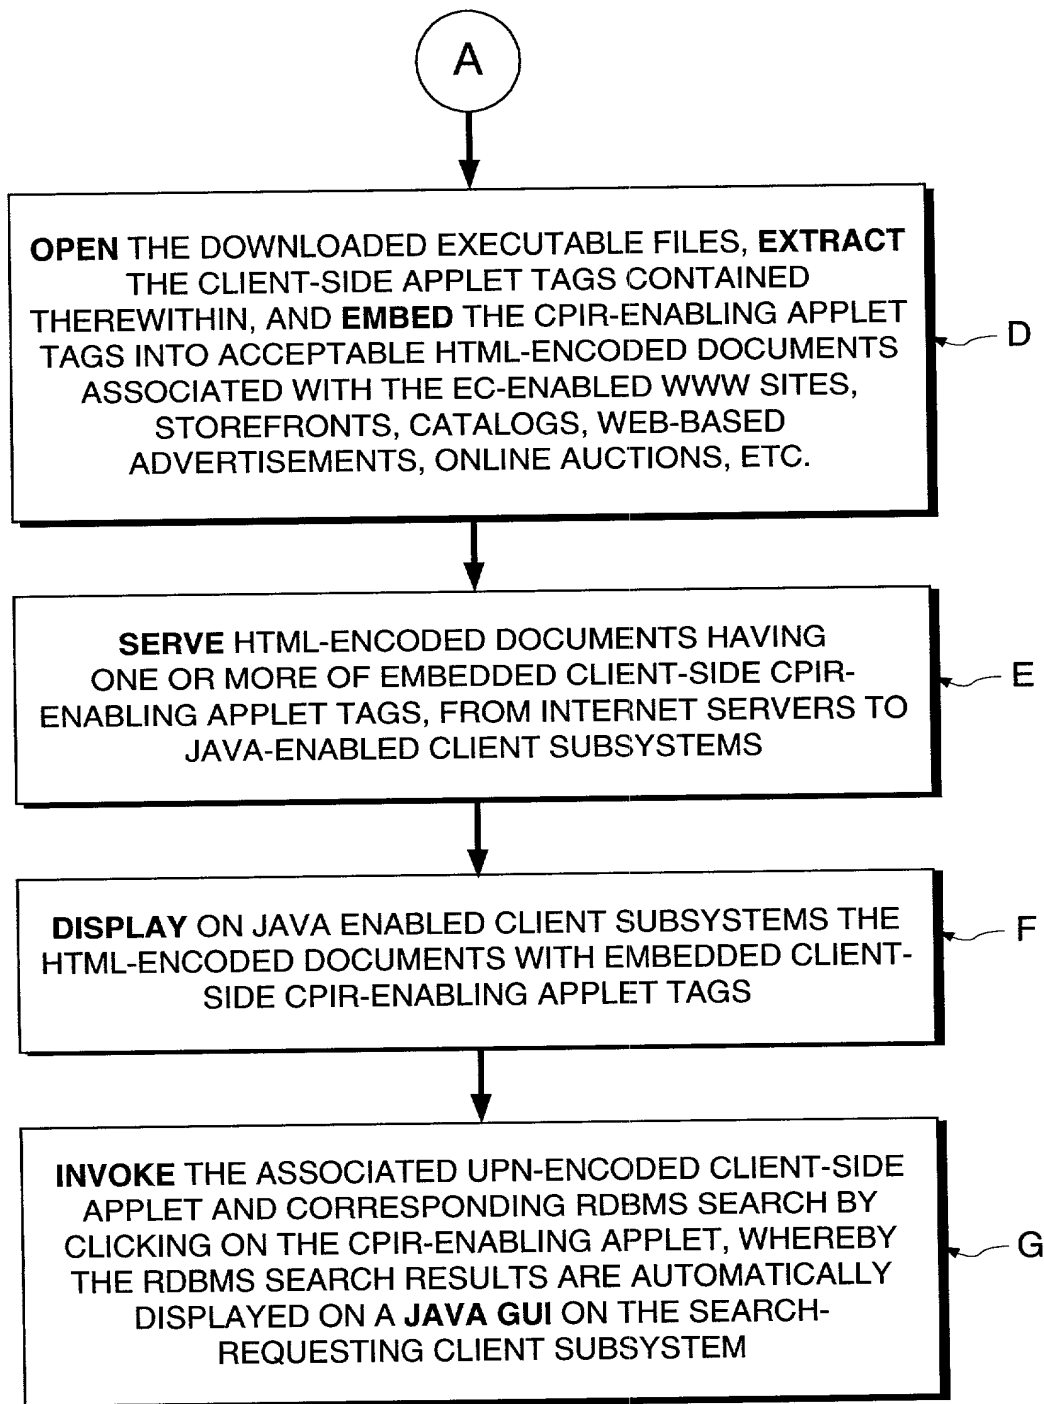 A
OPEN THE DOWNLOADED EXECUTABLE FILES, EXTRACT
THE CLIENT-SIDE APPLET TAGS CONTAINED
THEREWITHIN, AND EMBED THE CPIR-ENABLING APPLET
TAGS INTO ACCEPTABLE HTML-ENCODED DOCUMENTS
ASSOCIATED WITH THE EC-ENABLED WWW SITES,
STOREFRONTS, CATALOGS, WEB-BASED
ADVERTISEMENTS, ONLINE AUCTIONS, ETC.
D
SERVE HTML-ENCODED DOCUMENTS HAVING
ONE OR MORE OF EMBEDDED CLIENT-SIDE CPIR-
ENABLING APPLET TAGS, FROM INTERNET SERVERS TO
JAVA-ENABLED CLIENT SUBSYSTEMS
E
DISPLAY ON JAVA ENABLED CLIENT SUBSYSTEMS THE
HTML-ENCODED DOCUMENTS WITH EMBEDDED CLIENT-
SIDE CPIR-ENABLING APPLET TAGS
F
INVOKE THE ASSOCIATED UPN-ENCODED CLIENT-SIDE
APPLET AND CORRESPONDING RDBMS SEARCH BY
CLICKING ON THE CPIR-ENABLING APPLET, WHEREBY
THE RDBMS SEARCH RESULTS ARE AUTOMATICALLY
DISPLAYED ON A JAVA GUI ON THE SEARCH-
REQUESTING CLIENT SUBSYSTEM
G